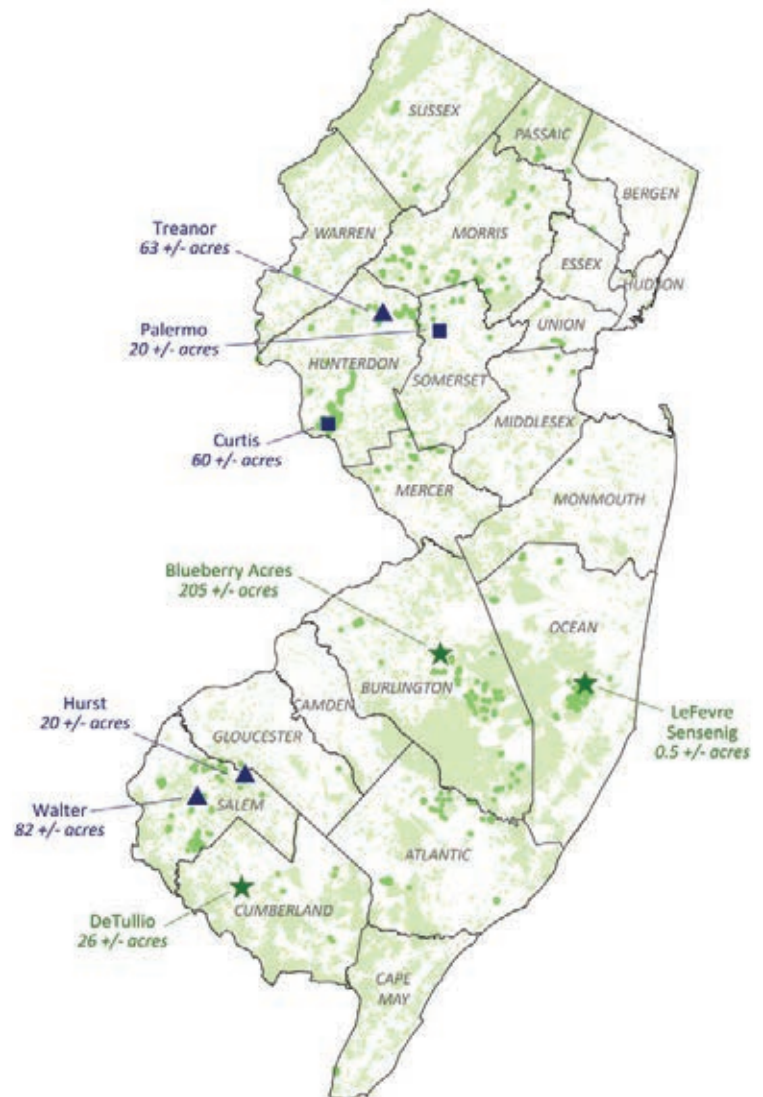 SUSSEX
PASSAIC
BERGEN
Treanor
63 +/- acres
WARREN
MORRIS
ESSEX
HUDSON
Palermo
20 +/- acres
UNION
HUNTERDON
SOMERSET
Curtis
60 +/- acres
MIDDLESEX
MERCER
MONMOUTH
Blueberry Acres
205 +/- acres
OCEAN
BURLINGTON
LeFevre
Sensenig
0.5 +/- acres
Hurst
20 +/- acres
CAMDEN
GLOUCESTER
Walter
82 +/- acres
SALEM
ATLANTIC
DeTullio
26 +/- acres
CUMBERLAND
CAPE
MAY